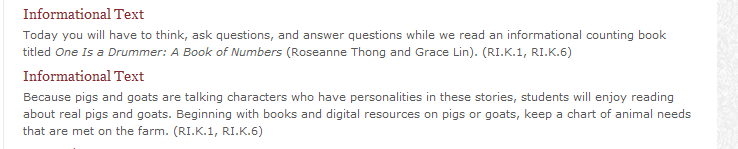 Informational Text
Today you will have to think, ask questions, and answer questions while we read an informational counting book
titled One Is a Drummer: A Book of Numbers (Roseanne Thong and Grace Lin). (RI.K.1, RI.K.6)
Informational Text
Because pigs and goats are talking characters who have personalities in these stories, students will enjoy reading
about real pigs and goats. Beginning with books and digital resources on pigs or goats, keep a chart of animal needs
that are met on the farm. (RI.K.1, RI.K.6)